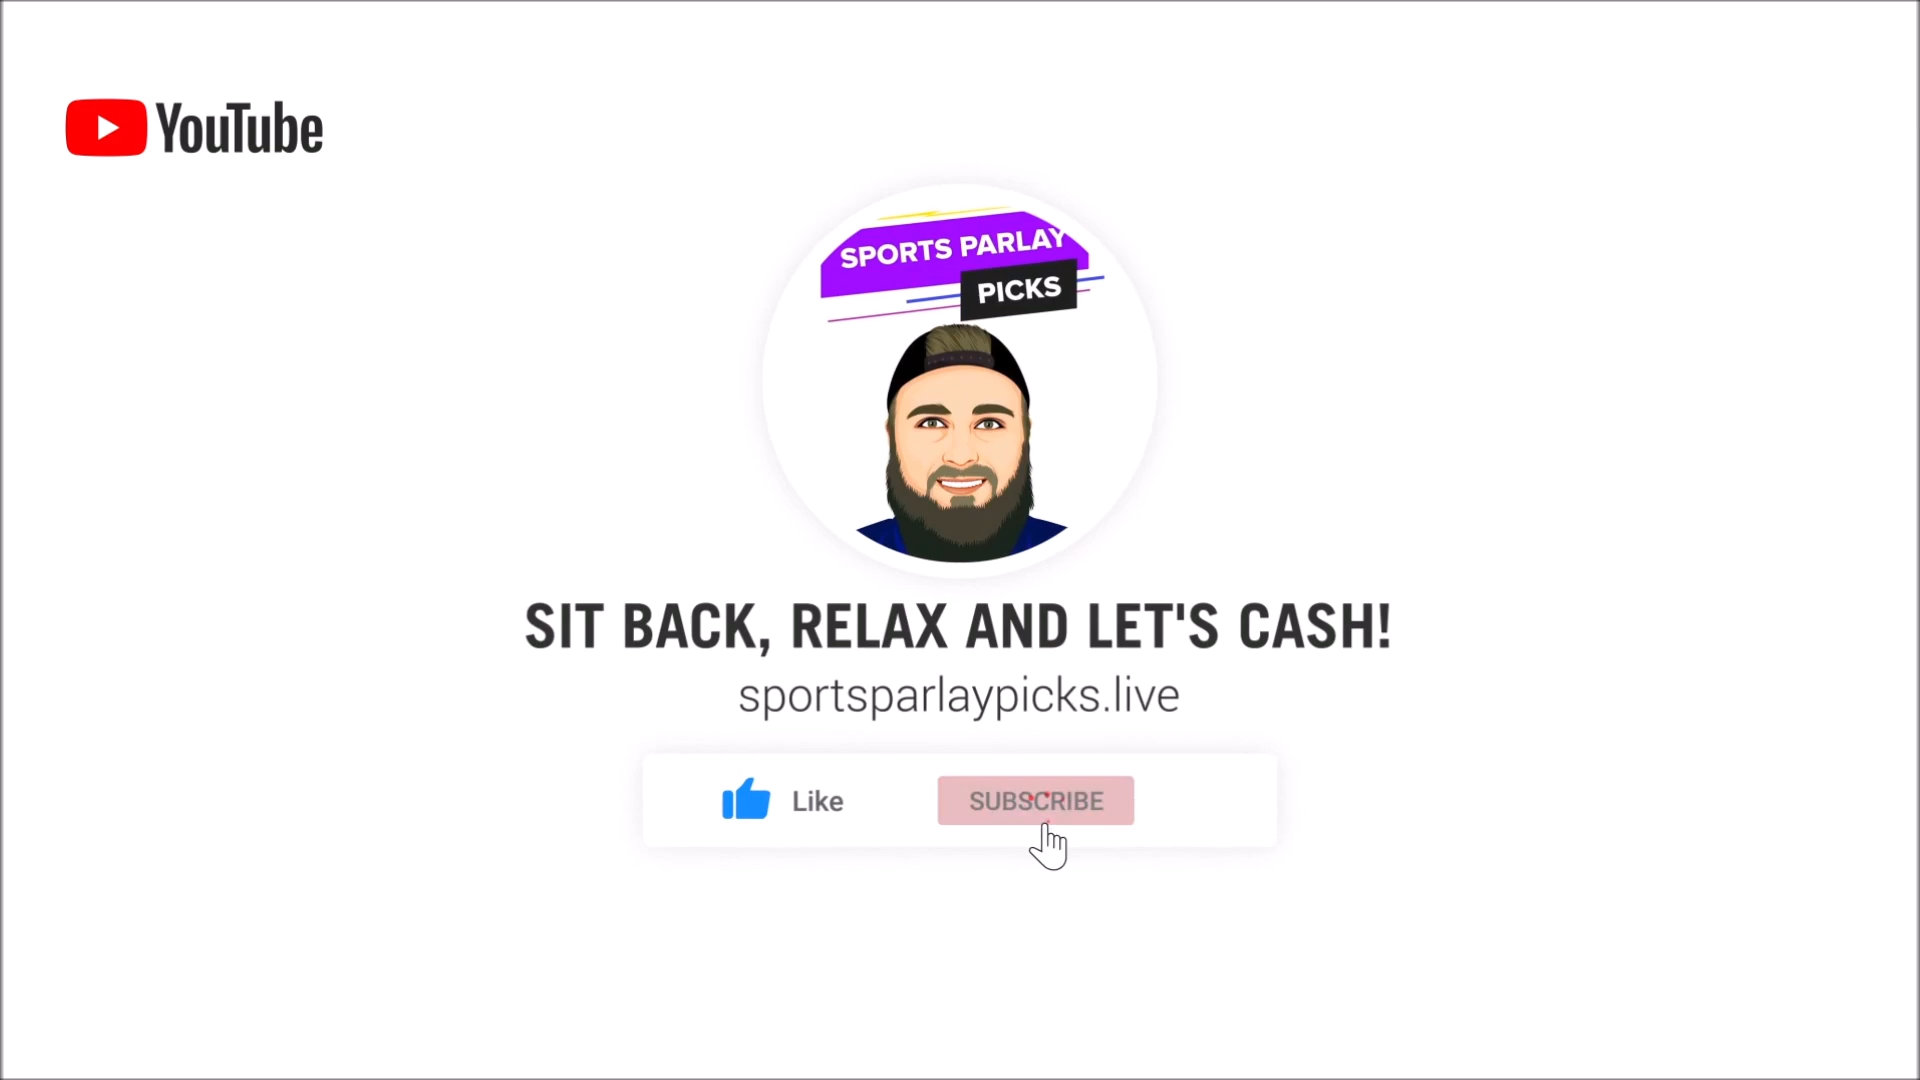 YouTube
SPORTS PARLAY
PICKS
SIT BACK, RELAX AND LET'S CASH!
sportsparlaypicks.live
Like
SUBSCRIBE